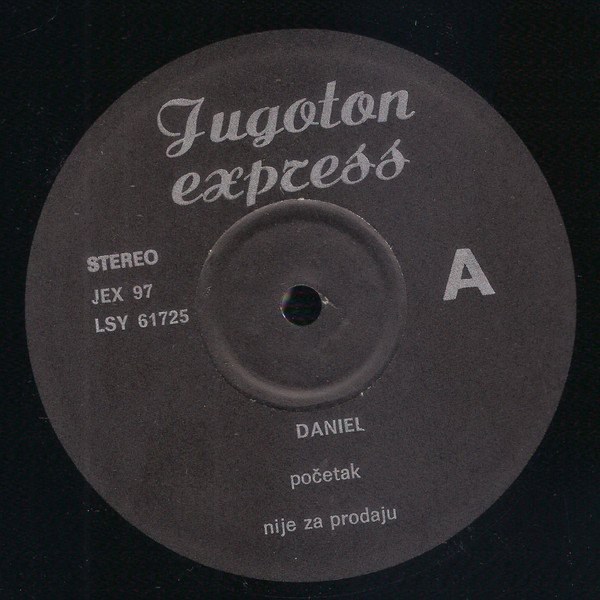 Jugoton
express
STEREO
JEX 97
LSY 61725
A
DANIEL
početak
nije za prodaju